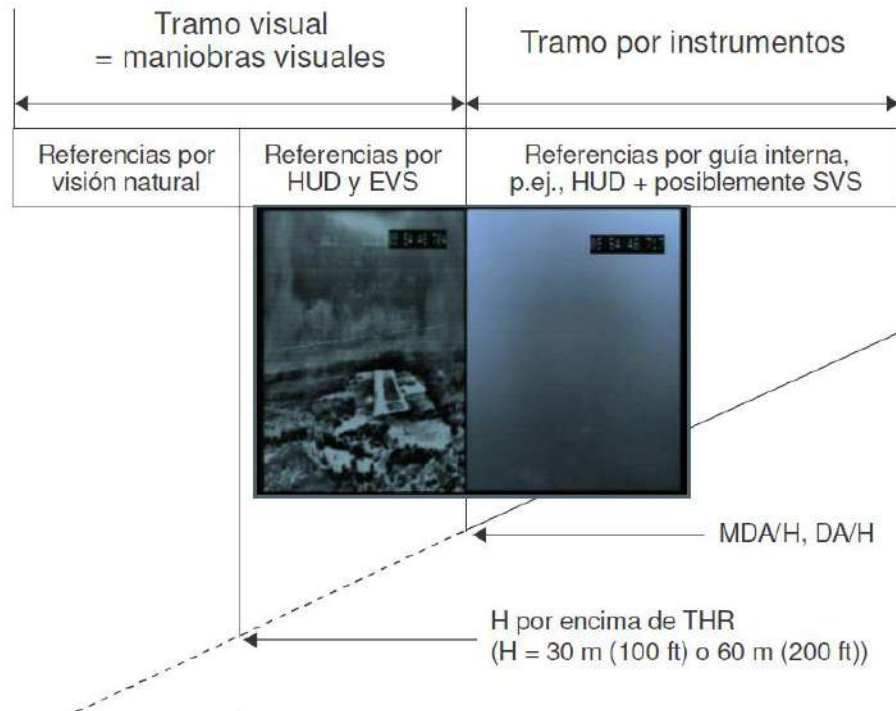 Tramo visual
= maniobras visuales
Tramo por instrumentos
Referencias por
visión natural
Referencias por
HUD y EVS
Referencias por guía interna,
p.ej., HUD + posiblemente SVS
MDA/H, DA/H
H por encima de THR
(H = 30 m (100 ft) o 60 m (200 ft))